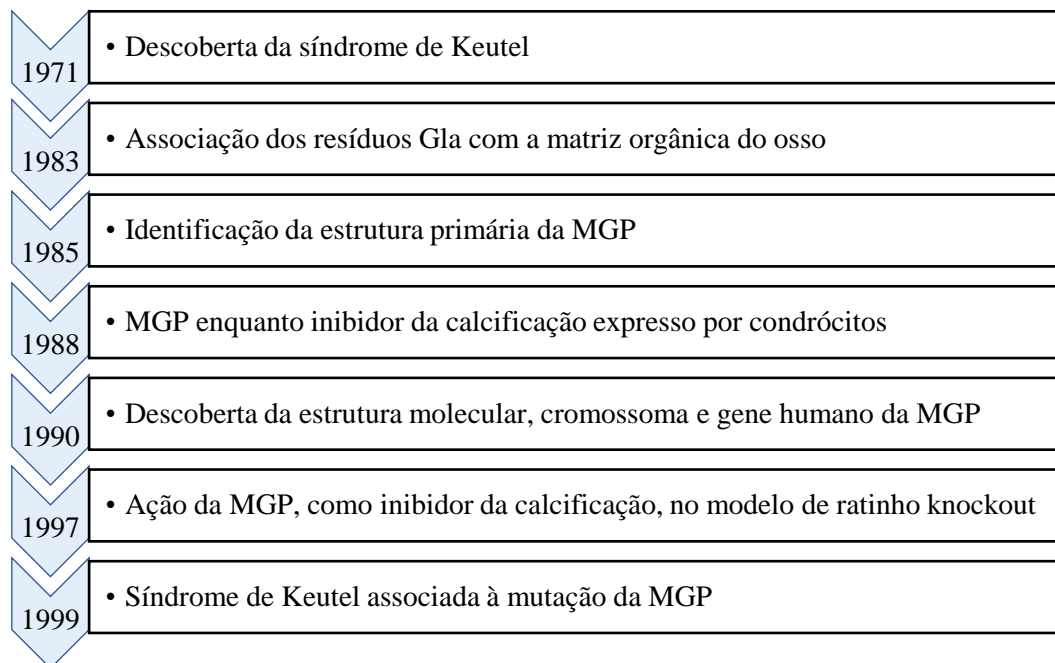 1971
• Descoberta da síndrome de Keutel
1983
• Associação dos resíduos Gla com a matriz orgânica do osso
1985
• Identificação da estrutura primária da MGP
1988
• MGP enquanto inibidor da calcificação expresso por condrócitos
1990
• Descoberta da estrutura molecular, cromossoma e gene humano da MGP
1997
• Ação da MGP, como inibidor da calcificação, no modelo de ratinho knockout
1999
• Síndrome de Keutel associada à mutação da MGP